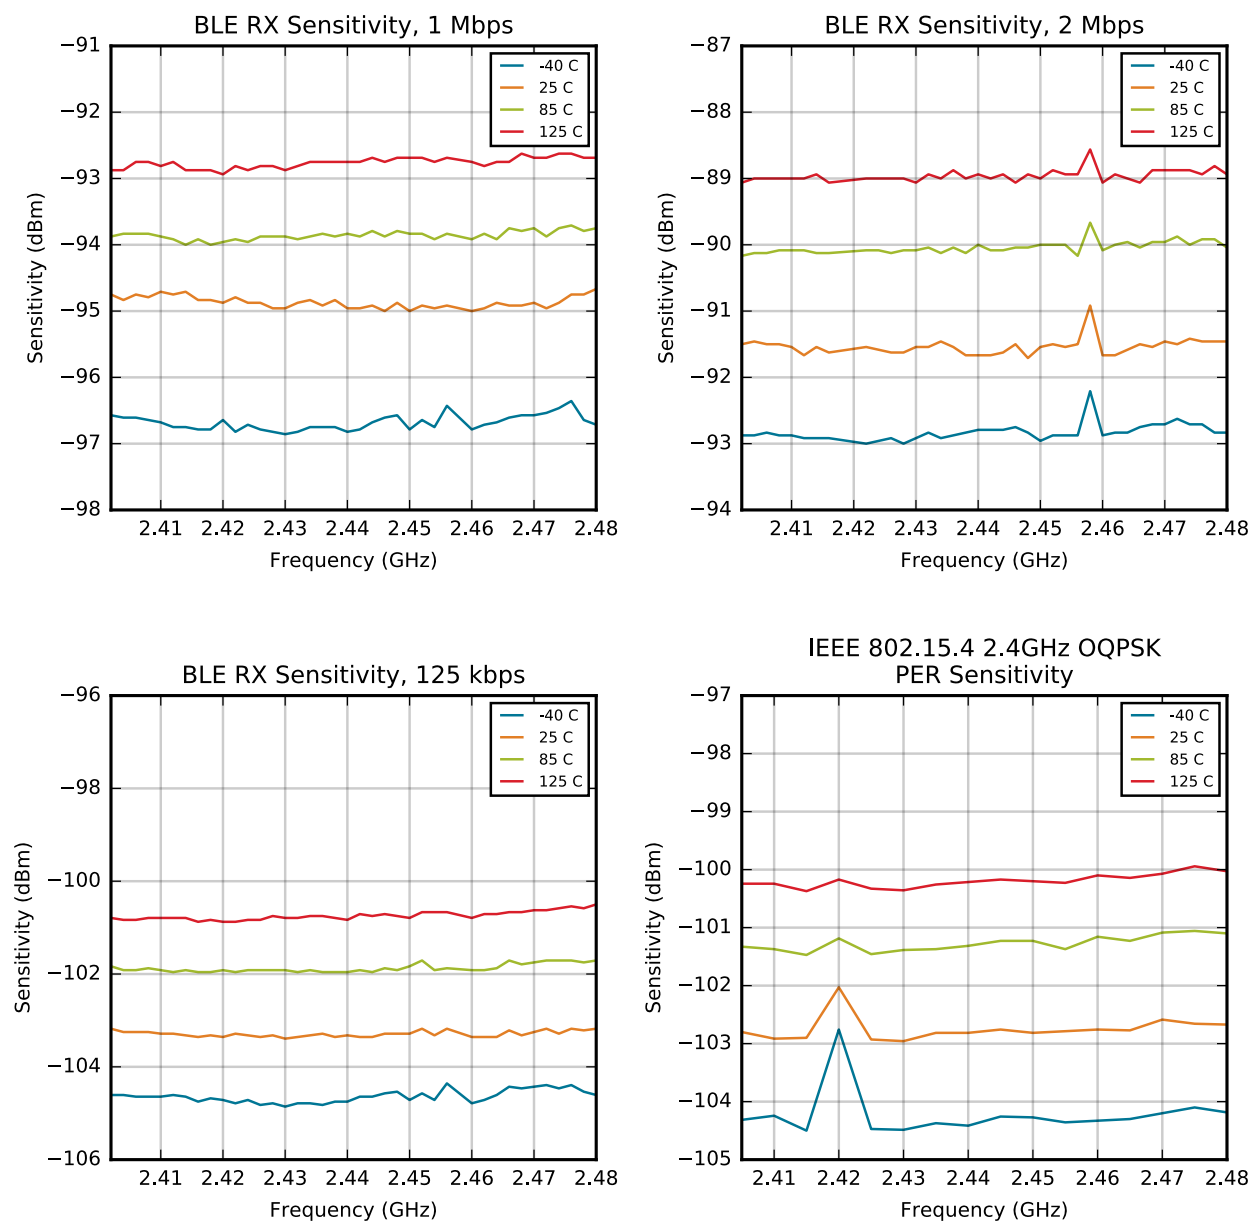 BLE RX Sensitivity, 1 Mbps
−91
−92
−93
−94
−95
−96
−97
−98
Sensitivity (dBm)
-40 C
25 C
85 C
125 C
2.41 2.42 2.43 2.44 2.45 2.46 2.47 2.48
Frequency (GHz)
BLE RX Sensitivity, 2 Mbps
−87
−88
−89
−90
−91
−92
−93
−94
Sensitivity (dBm)
-40 C
25 C
85 C
125 C
2.41 2.42 2.43 2.44 2.45 2.46 2.47 2.48
Frequency (GHz)
BLE RX Sensitivity, 125 kbps
−96
−98
−100
−102
−104
−106
Sensitivity (dBm)
-40 C
25 C
85 C
125 C
2.41 2.42 2.43 2.44 2.45 2.46 2.47 2.48
Frequency (GHz)
IEEE 802.15.4 2.4GHz OQPSK
PER Sensitivity
−97
−98
−99
−100
−101
−102
−103
−104
−105
Sensitivity (dBm)
-40 C
25 C
85 C
125 C
2.41 2.42 2.43 2.44 2.45 2.46 2.47 2.48
Frequency (GHz)